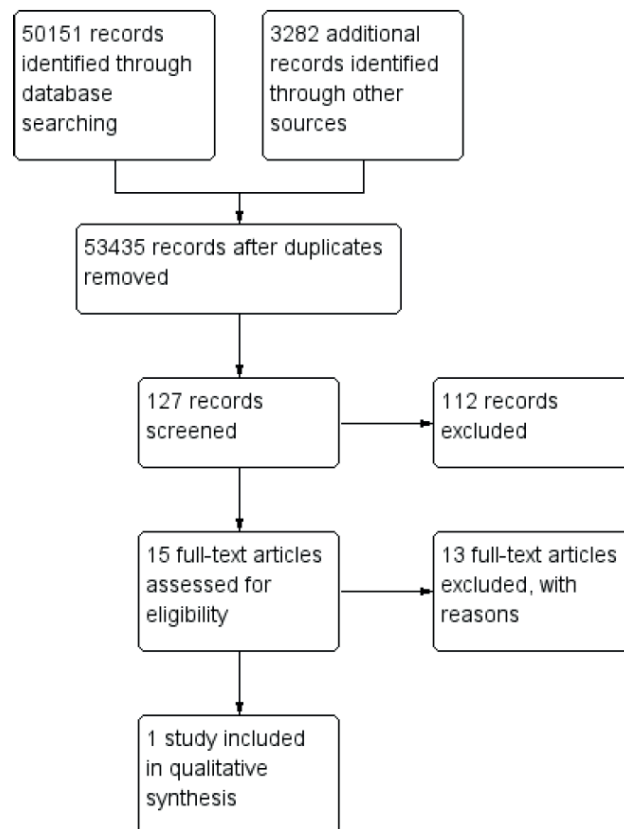 50151 records
identified through
database
searching
3282 additional
records identified
through other
sources
53435 records after duplicates
removed
127 records
screened
112 records
excluded
15 full-text articles
assessed for
eligibility
13 full-text articles
excluded, with
reasons
1 study included
in qualitative
synthesis